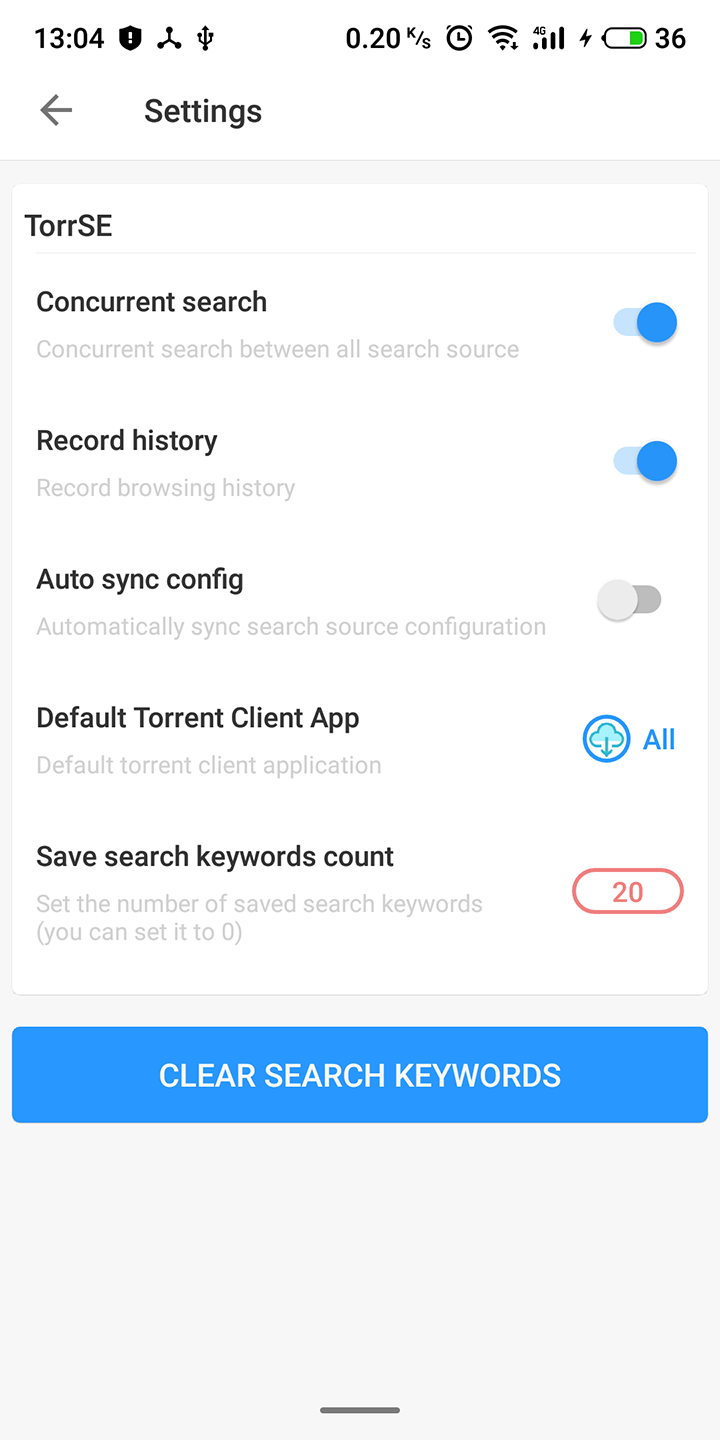 13:04 0.20 K/s 4G 36
Settings
TorrSE
Concurrent search
Concurrent search between all search source
Record history
Record browsing history
Auto sync config
Automatically sync search source configuration
Default Torrent Client App
All
Default torrent client application
Save search keywords count
20
Set the number of saved search keywords
(you can set it to 0)
CLEAR SEARCH KEYWORDS